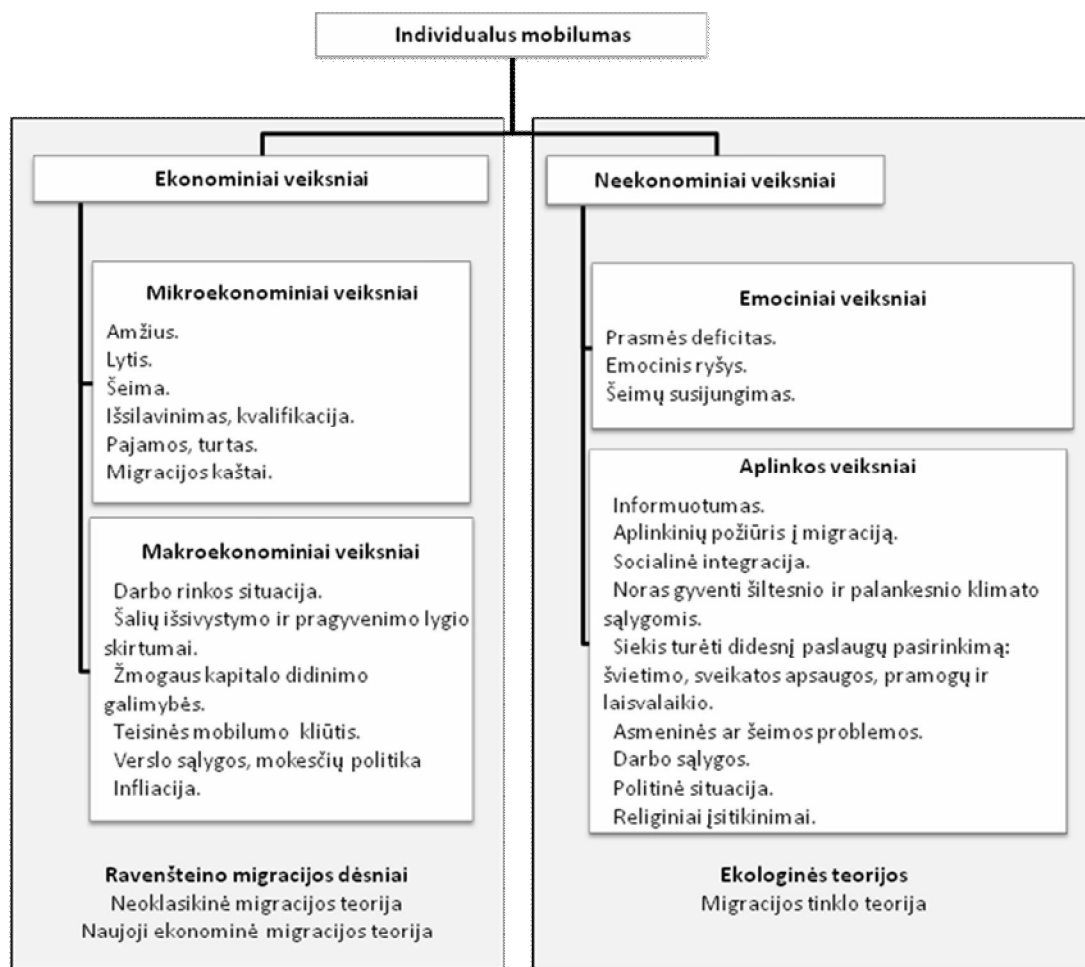 Individualus mobilumas
Ekonominiai veiksniai
Mikroekonominiai veiksniai
Amžius.
Lytis.
Šeima.
Išsilavinimas, kvalifikacija.
Pajamos, turtas.
Migracijos kaštai.
Makroekonominiai veiksniai
Darbo rinkos situacija.
Šalių išsivystymo ir pragyvenimo lygio
skirtumai.
Žmogaus kapitalo didinimo
galimybės.
Teisinės mobilumo kliūtis.
Verslo sąlygos, mokesčių politika
Infliacija.
Ravenšteino migracijos dėsniai
Neoklasikinė migracijos teorija
Naujoji ekonominė migracijos teorija
Neekonominiai veiksniai
Emociniai veiksniai
Prasmės deficitas.
Emocinis ryšys.
Šeimų susijungimas.
Aplinkos veiksniai
Informuotumas.
Aplinkinių požiūris į migraciją.
Socialinė integracija.
Noras gyventi šiltesnio ir palankesnio klimato
sąlygomis.
Siekis turėti didesnį paslaugų pasirinkimą:
švietimo, sveikatos apsaugos, pramogų ir
laisvalaikio.
Asmeninės ar šeimos problemos.
Darbo sąlygos.
Politinė situacija.
Religiniai įsitikinimai.
Ekologinės teorijos
Migracijos tinklo teorija